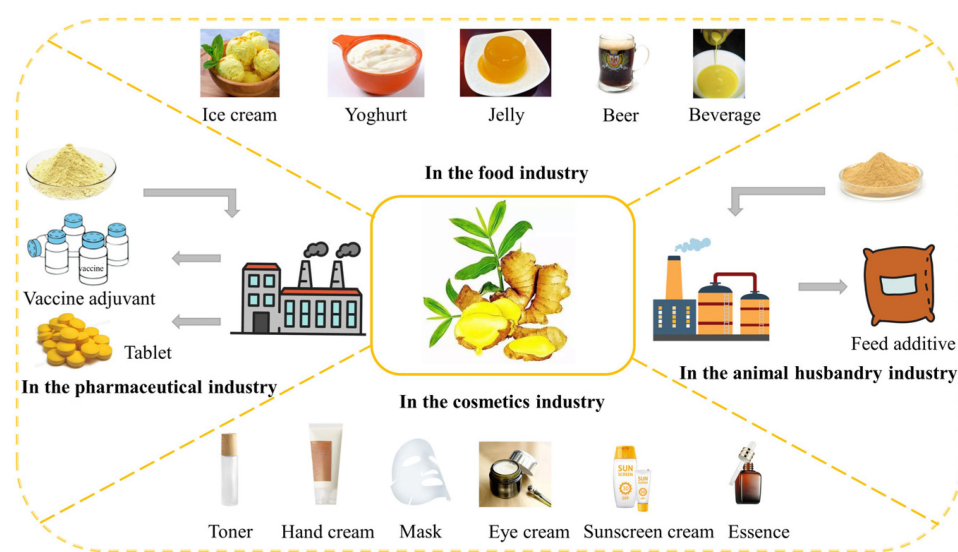 Ice cream
Yoghurt
Jelly
Beer
Beverage
In the food industry
vaccine
Vaccine adjuvant
Tablet
In the pharmaceutical industry
Feed additive
In the animal husbandry industry
In the cosmetics industry
SUN
SCREEN
SUN
SCREEN
Toner
Hand cream
Mask
Eye cream
Sunscreen cream
Essence